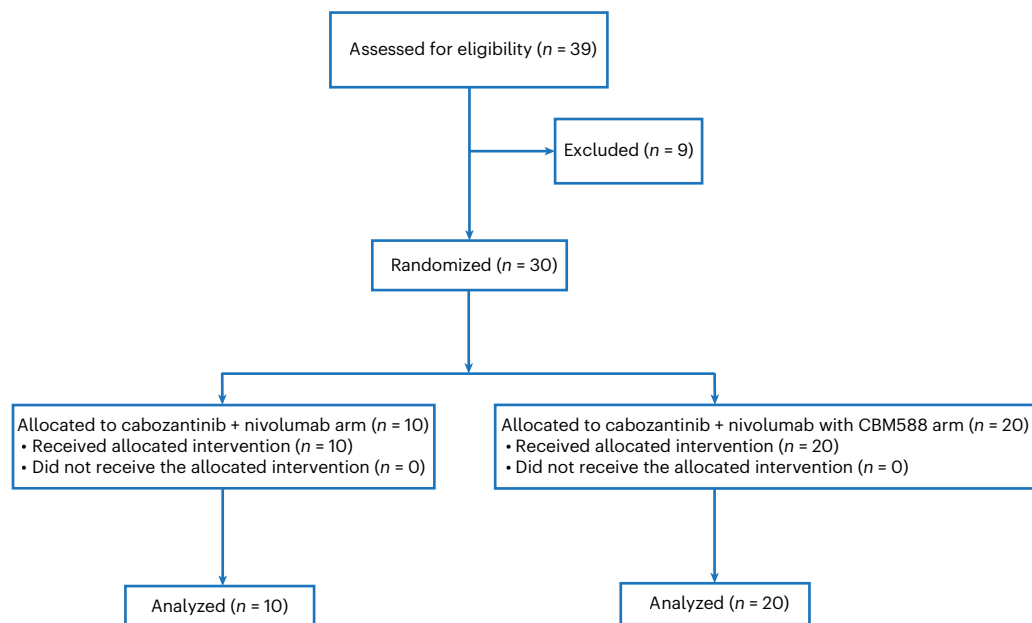 Assessed for eligibility (n = 39)
Excluded (n = 9)
Randomized (n = 30)
Allocated to cabozantinib + nivolumab arm (n = 10)
• Received allocated intervention (n = 10)
• Did not receive the allocated intervention (n = 0)
Allocated to cabozantinib + nivolumab with CBM588 arm (n = 20)
• Received allocated intervention (n = 20)
• Did not receive the allocated intervention (n = 0)
Analyzed (n = 10)
Analyzed (n = 20)